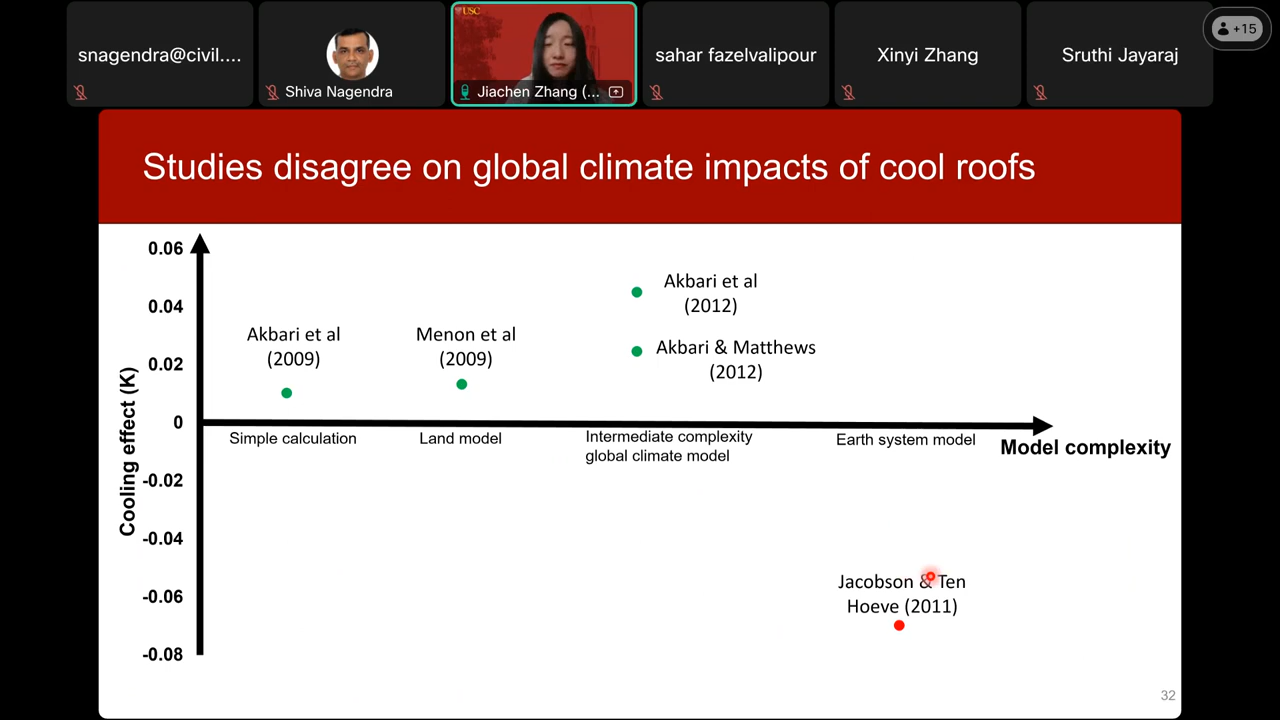 snagendra@civil....
Shiva Nagendra
USC
Jiachen Zhang (...
sahar fazelvalipour
Xinyi Zhang
Sruthi Jayaraj
+15
Studies disagree on global climate impacts of cool roofs
0.06
0.04
0.02
0
-0.02
-0.04
-0.06
-0.08
Cooling effect (K)
Akbari et al
(2009)
Menon et al
(2009)
Akbari et al
(2012)
Akbari & Matthews
(2012)
Simple calculation
Land model
Intermediate complexity
global climate model
Earth system model
Model complexity
Jacobson & Ten
Hoeve (2011)
32